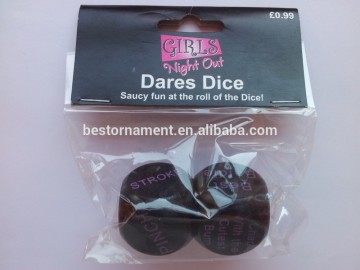 £0.99
GIRLS
Night Out
Dares Dice
Saucy fun at the roll of the Dice!
bestornament.en.alibaba.com
STROKE
PINCH